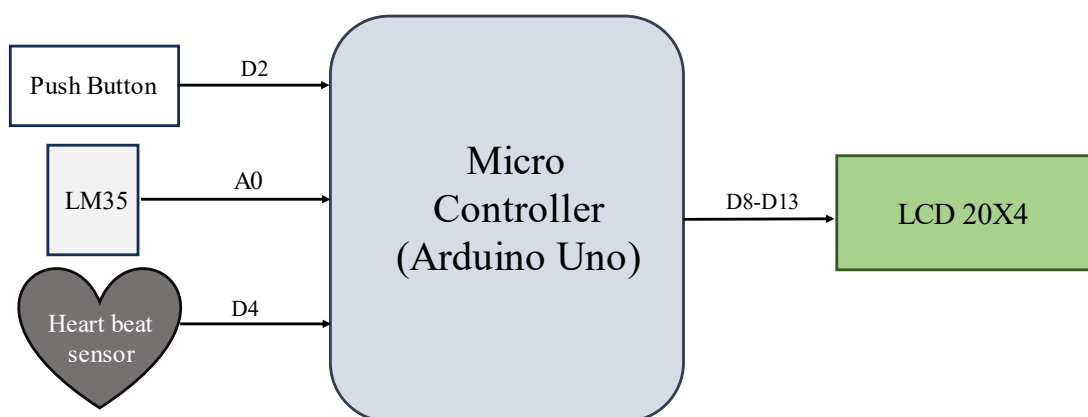 Push Button
D2
LM35
A0
Heart beat
sensor
D4
Micro
Controller
(Arduino Uno)
D8-D13
LCD 20X4